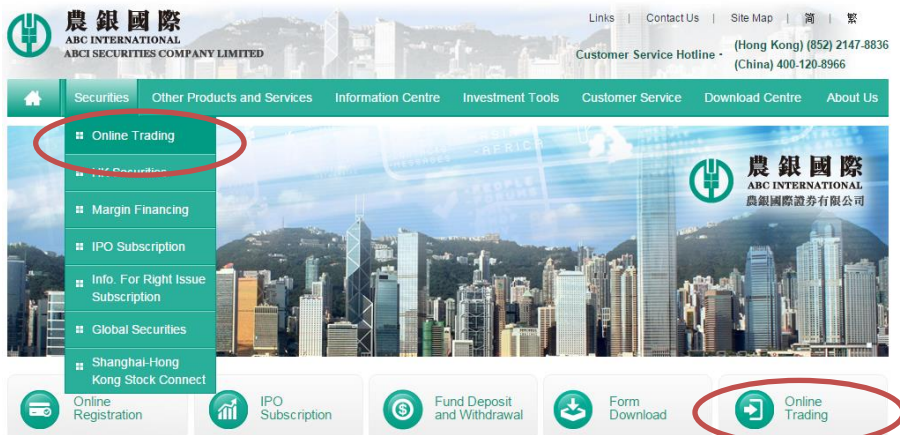 農銀國際
ABC INTERNATIONAL
ABCI SECURITIES COMPANY LIMITED
Links | Contact Us | Site Map | 简 | 繁
Customer Service Hotline・
(Hong Kong) (852) 2147-8836
(China) 400-120-8966
Securities Other Products and Services Information Centre Investment Tools Customer Service Download Centre About Us
Online Trading
HK Securities
Margin Financing
IPO Subscription
Info. For Right Issue
Subscription
Global Securities
Shanghai-Hong
Kong Stock Connect
農銀國際
ABC INTERNATIONAL
農銀國際證券有限公司
Online
Registration
IPO
Subscription
Fund Deposit
and Withdrawal
Form
Download
Online
Trading